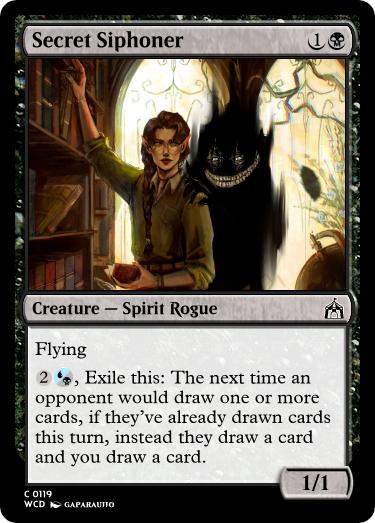 Secret Siphoner 1
Creature — Spirit Rogue
Flying
2, Exile this: The next time an
opponent would draw one or more
cards, if they've already drawn cards
this turn, instead they draw a card
and you draw a card.
1/1
C 0119
WCD GAPARAUJJO